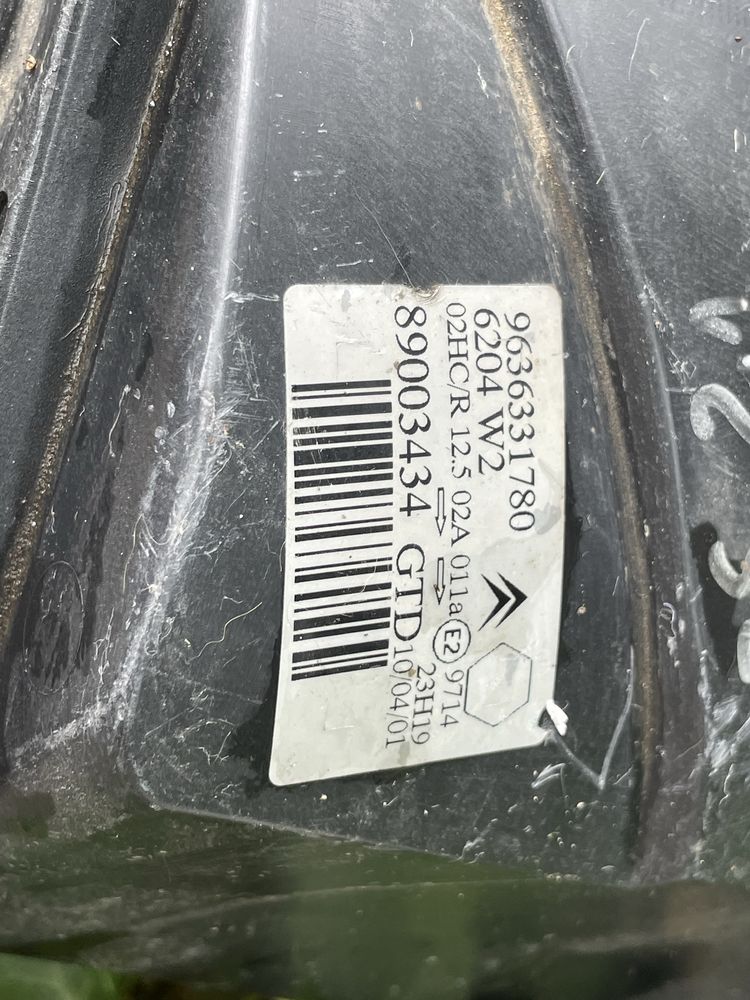 9636331780
6204 W2
02HC/R 12.5 02A 011a E2 9714
23H19
89003434 GTD 10/04/01